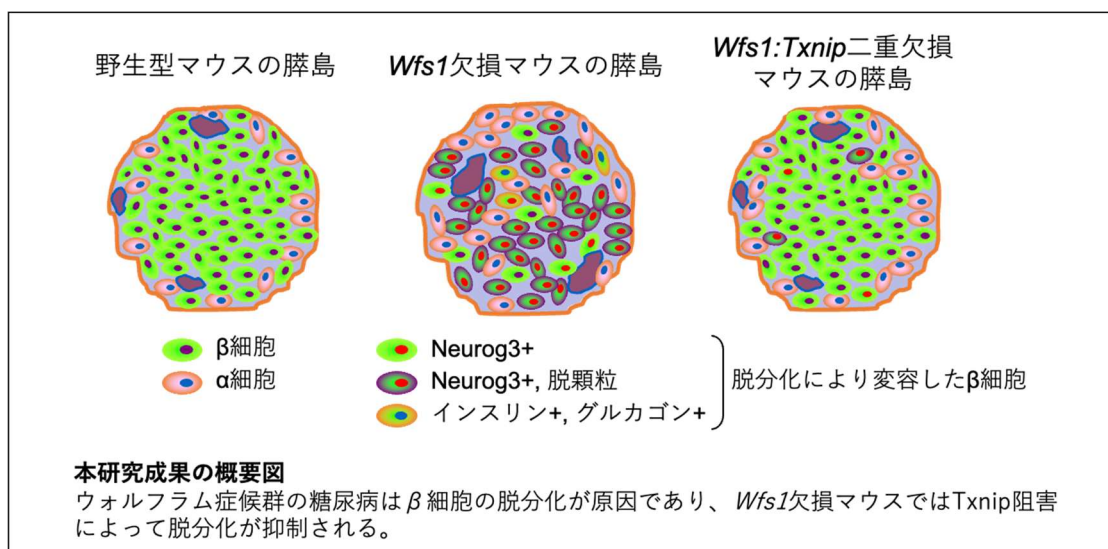 野生型マウスの膵島
Wfs1欠損マウスの膵島
Wfs1:Txnip二重欠損
マウスの膵島
β細胞
α細胞
Neurog3+
Neurog3+, 脱顆粒
インスリン+, グルカゴン+
脱分化により変容したβ細胞
本研究成果の概要図
ウォルフラム症候群の糖尿病はβ細胞の脱分化が原因であり、Wfs1欠損マウスではTxnip阻害
によって脱分化が抑制される。